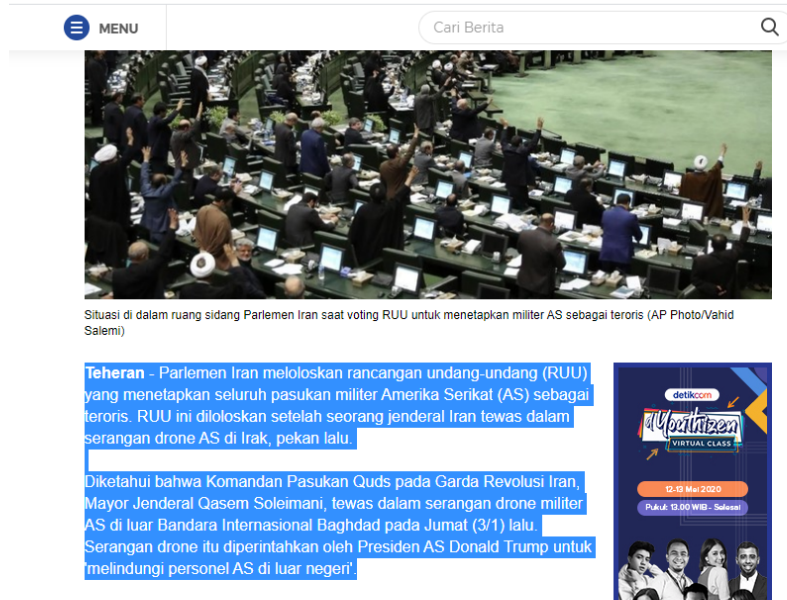 MENU
Cari Berita
Situasi di dalam ruang sidang Parlemen Iran saat voting RUU untuk menetapkan militer AS sebagai teroris (AP Photo/Vahid
Salemi)
Teheran - Parlemen Iran meloloskan rancangan undang-undang (RUU)
yang menetapkan seluruh pasukan militer Amerika Serikat (AS) sebagai
teroris. RUU ini diloloskan setelah seorang jenderal Iran tewas dalam
serangan drone AS di Irak, pekan lalu.
Diketahui bahwa Komandan Pasukan Quds pada Garda Revolusi Iran,
Mayor Jenderal Qasem Soleimani, tewas dalam serangan drone militer
AS di luar Bandara Internasional Baghdad pada Jumat (3/1) lalu.
Serangan drone itu diperintahkan oleh Presiden AS Donald Trump untuk
'melindungi personel AS di luar negeri'.
detikcom
d'Youthizen
VIRTUAL CLASS
12-13 Mei 2020
Pukul: 13.00 WIB - Selesai